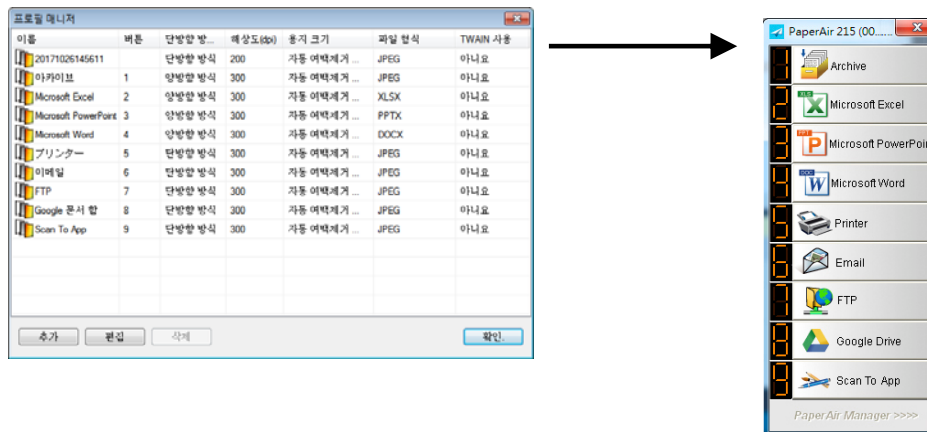 프로필 매니저
이름 버튼 단방향 방... 해상도(dpi) 용지 크기 파일 형식 TWAIN 사용
20171026145611 단방향 방식 200 자동 여백제거 ... JPEG 아니요
아카이브 1 양방향 방식 300 자동 여백제거 ... JPEG 아니요
Microsoft Excel 2 양방향 방식 300 자동 여백제거 ... XLSX 아니요
Microsoft PowerPoint 3 양방향 방식 300 자동 여백제거 ... PPTX 아니요
Microsoft Word 4 양방향 방식 300 자동 여백제거 ... DOCX 아니요
プリンター 5 단방향 방식 300 자동 여백제거 ... JPEG 아니요
이메일 6 단방향 방식 300 자동 여백제거 ... JPEG 아니요
FTP 7 단방향 방식 300 자동 여백제거 ... JPEG 아니요
Google 문서 함 8 단방향 방식 300 자동 여백제거 ... JPEG 아니요
Scan To App 9 단방향 방식 300 자동 여백제거 ... JPEG 아니요
추가 편집 삭제 확인.
PaperAir 215 (00......
1 Archive
2 XLS Microsoft Excel
3 PPT Microsoft PowerPoin
4 DOC Microsoft Word
5 Printer
6 Email
7 FTP
8 Google Drive
9 Scan To App
PaperAir Manager >>>>